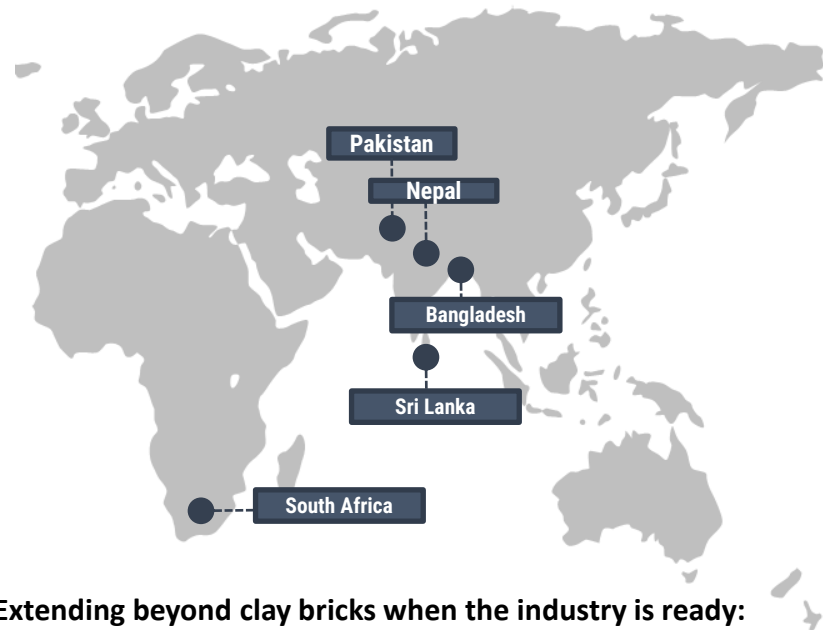 Pakistan
Nepal
Bangladesh
Sri Lanka
South Africa
Extending beyond clay bricks when the industry is ready: